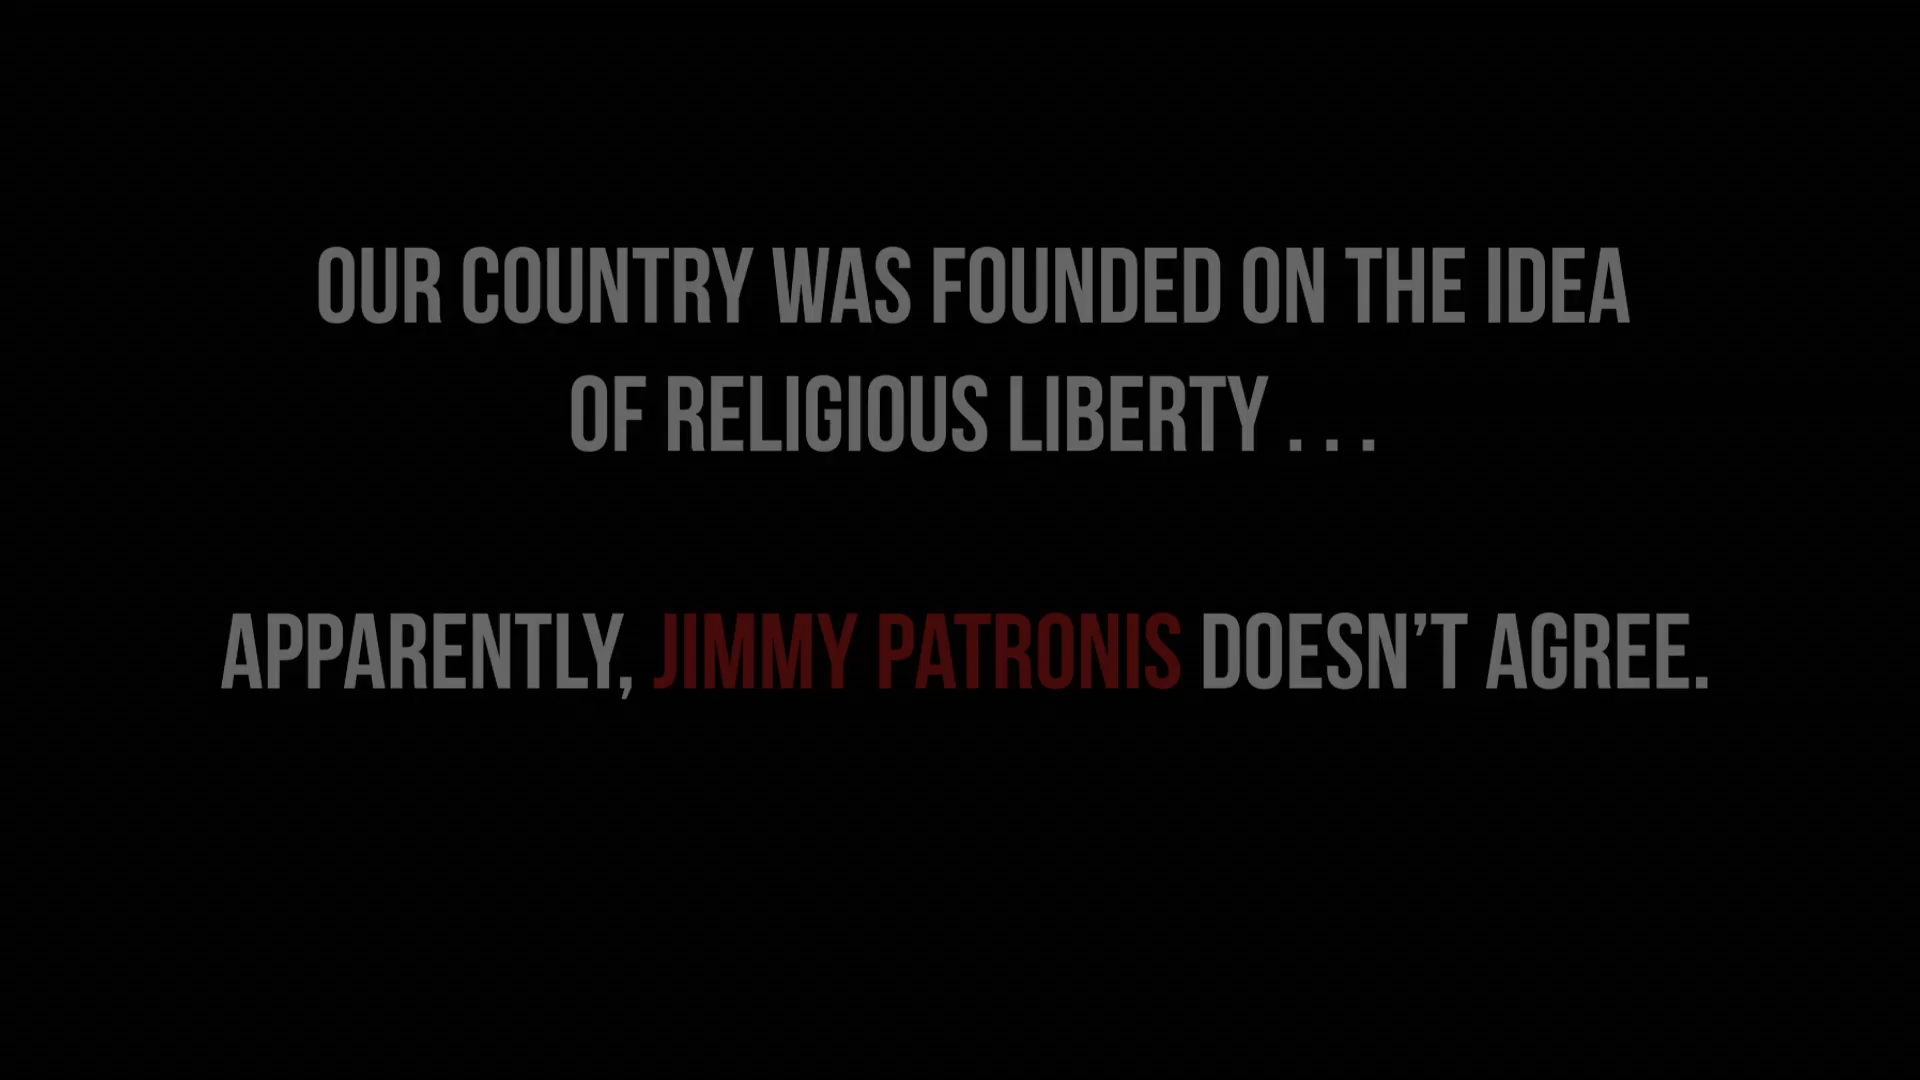 OUR COUNTRY WAS FOUNDED ON THE IDEA
OF RELIGIOUS LIBERTY . . .
APPARENTLY, JIMMY PATRONIS DOESN’T AGREE.